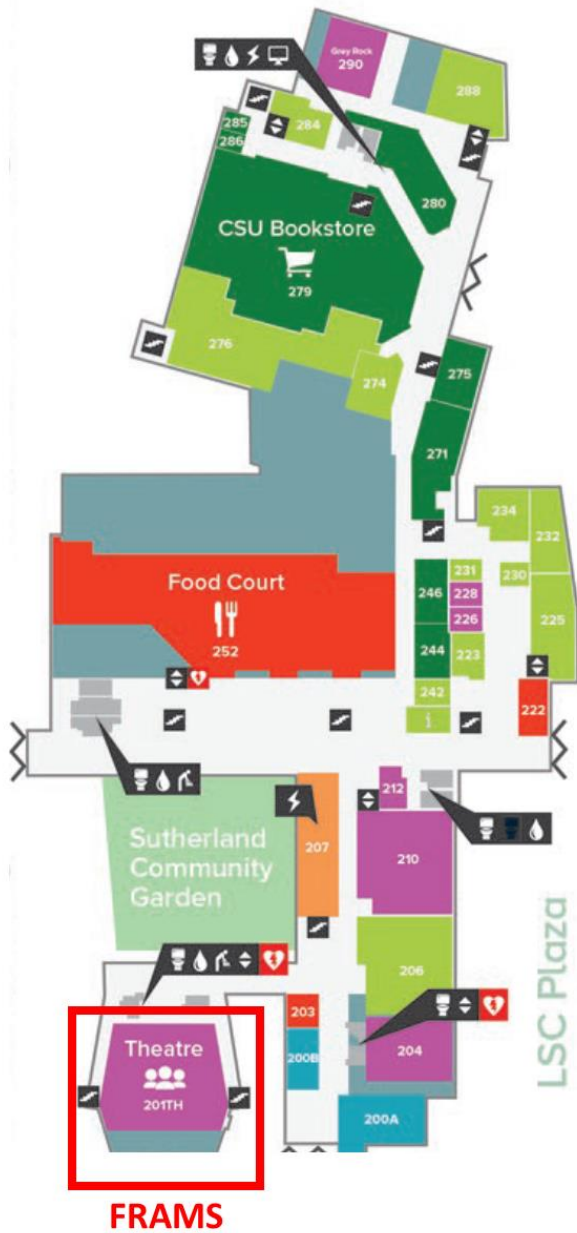 Grey Rock
290
288
285
286
284
280
CSU Bookstore
279
276
274
275
271
234
232
Food Court
252
246
231
228
226
230
225
244
223
242
i
222
212
Sutherland
Community
Garden
207
210
LSC Plaza
206
203
200B
204
Theatre
201TH
200A
FRAMS